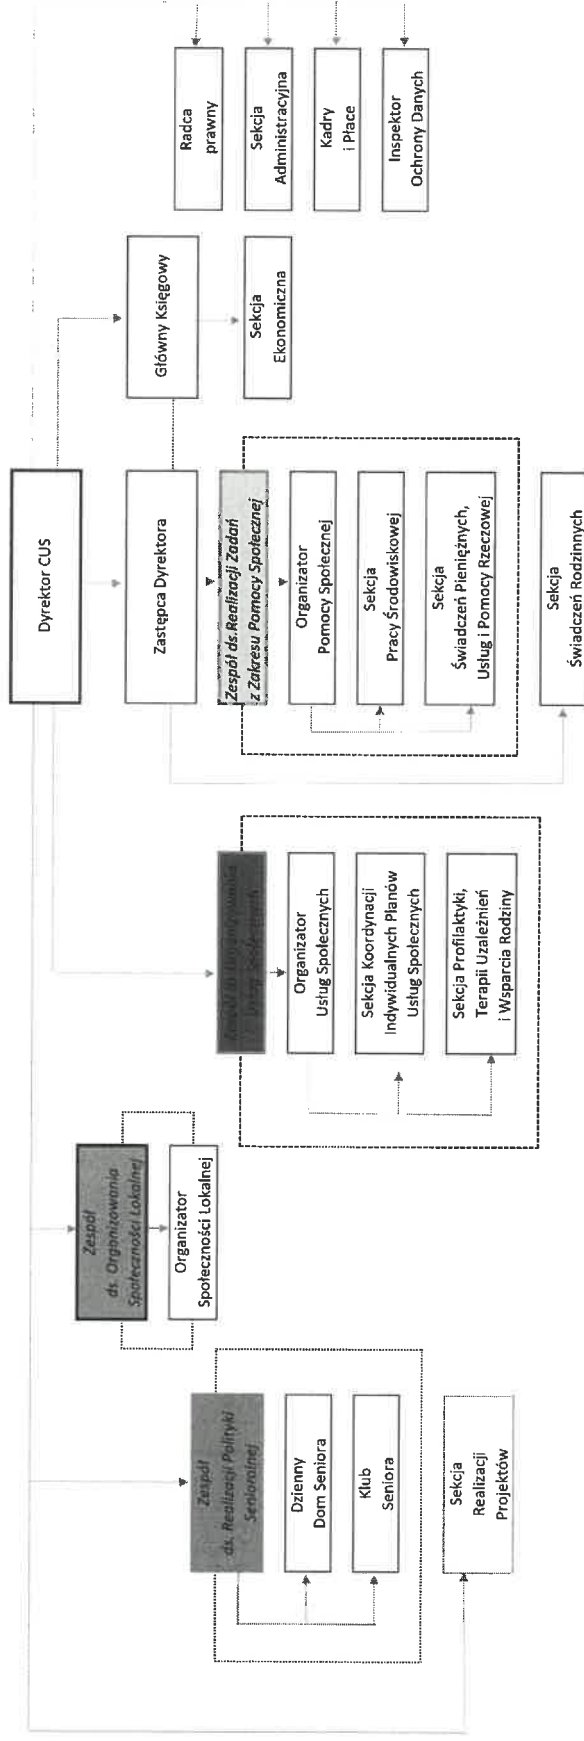 Dyrektor CUS
Zastępca Dyrektora
Główny Księgowy
Zespół
ds. Organizowania
Społeczności Lokalnej
Organizator
Społeczności Lokalnej
Zespół
ds. Realizacji Polityki
Senioralnej
Dzienny
Dom Seniora
Klub
Seniora
Sekcja
Realizacji
Projektów
Organizator
Usług Społecznych
Sekcja Koordynacji
Indywidualnych Planów
Usług Społecznych
Sekcja Profilaktyki,
Terapii Uzależnień
i Wsparcia Rodziny
Zespół ds.Realizacji Zadań
z Zakresu Pomocy Społecznej
Organizator
Pomocy Społecznej
Sekcja
Pracy Środowiskowej
Sekcja
Świadczeń Pieniężnych,
Usług i Pomocy Rzeczowej
Sekcja
Świadczeń Rodzinnych
Sekcja
Ekonomiczna
Radca
prawny
Sekcja
Administracyjna
Kadry
i Płace
Inspektor
Ochrony Danych